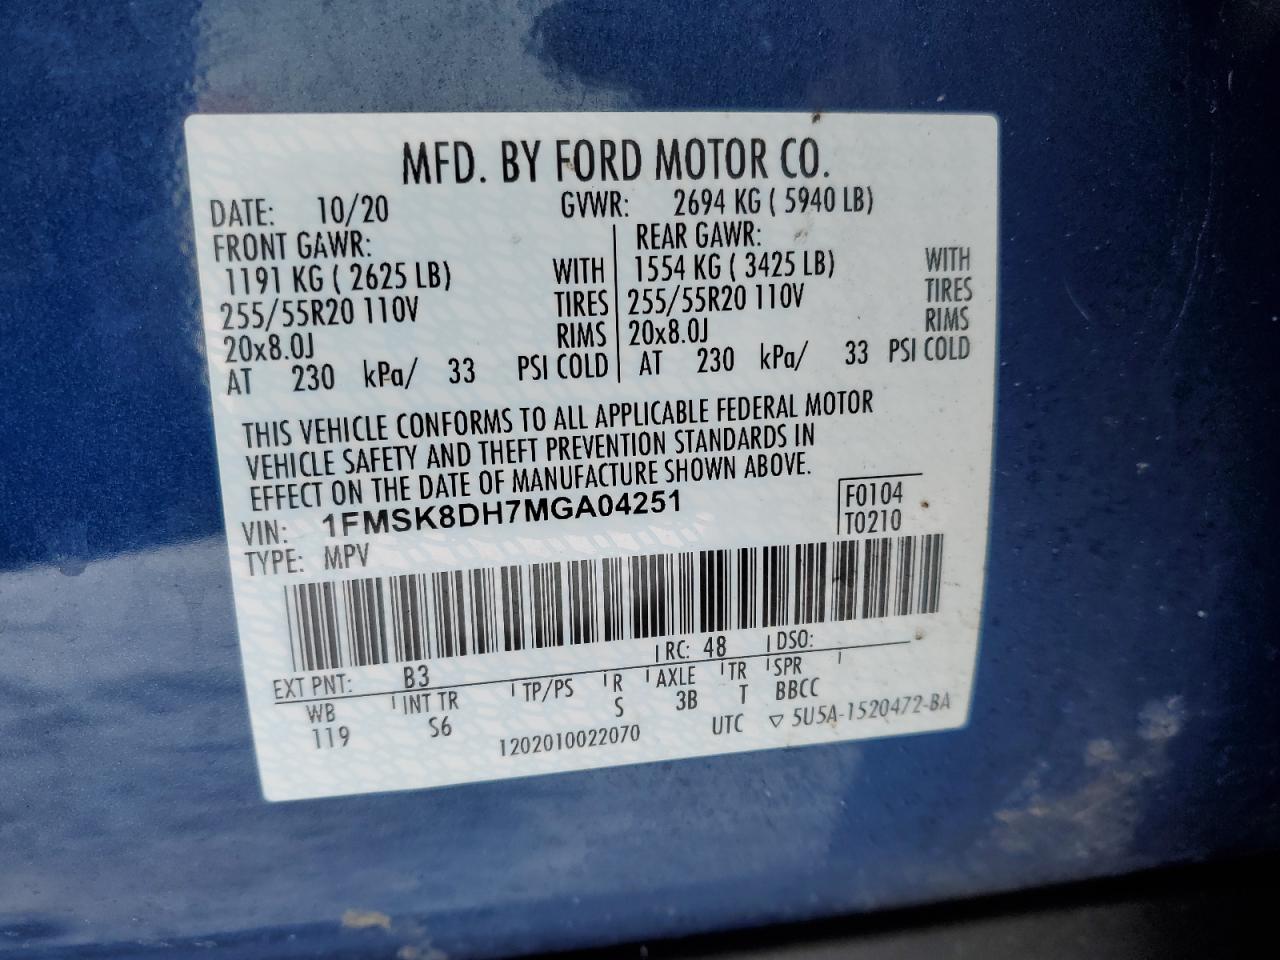 MFD. BY FORD MOTOR CO.
DATE: 10/20 GVWR: 2694 KG ( 5940 LB)
FRONT GAWR: REAR GAWR:
1191 KG ( 2625 LB) WITH 1554 KG ( 3425 LB) WITH
255/55R20 110V TIRES 255/55R20 110V TIRES
20x8.0J RIMS 20x8.0J RIMS
AT 230 kPa/ 33 PSI COLD AT 230 kPa/ 33 PSI COLD
THIS VEHICLE CONFORMS TO ALL APPLICABLE FEDERAL MOTOR
VEHICLE SAFETY AND THEFT PREVENTION STANDARDS IN
EFFECT ON THE DATE OF MANUFACTURE SHOWN ABOVE.
VIN: 1FMSK8DH7MGA04251 F0104
TYPE: MPV T0210
EXT PNT: B3 RC: 48 DSO:
WB INT TR TP/PS R AXLE TR SPR
119 S6 S 3B T BBCC
1202010022070 UTC ▽ 5U5A-1520472-BA